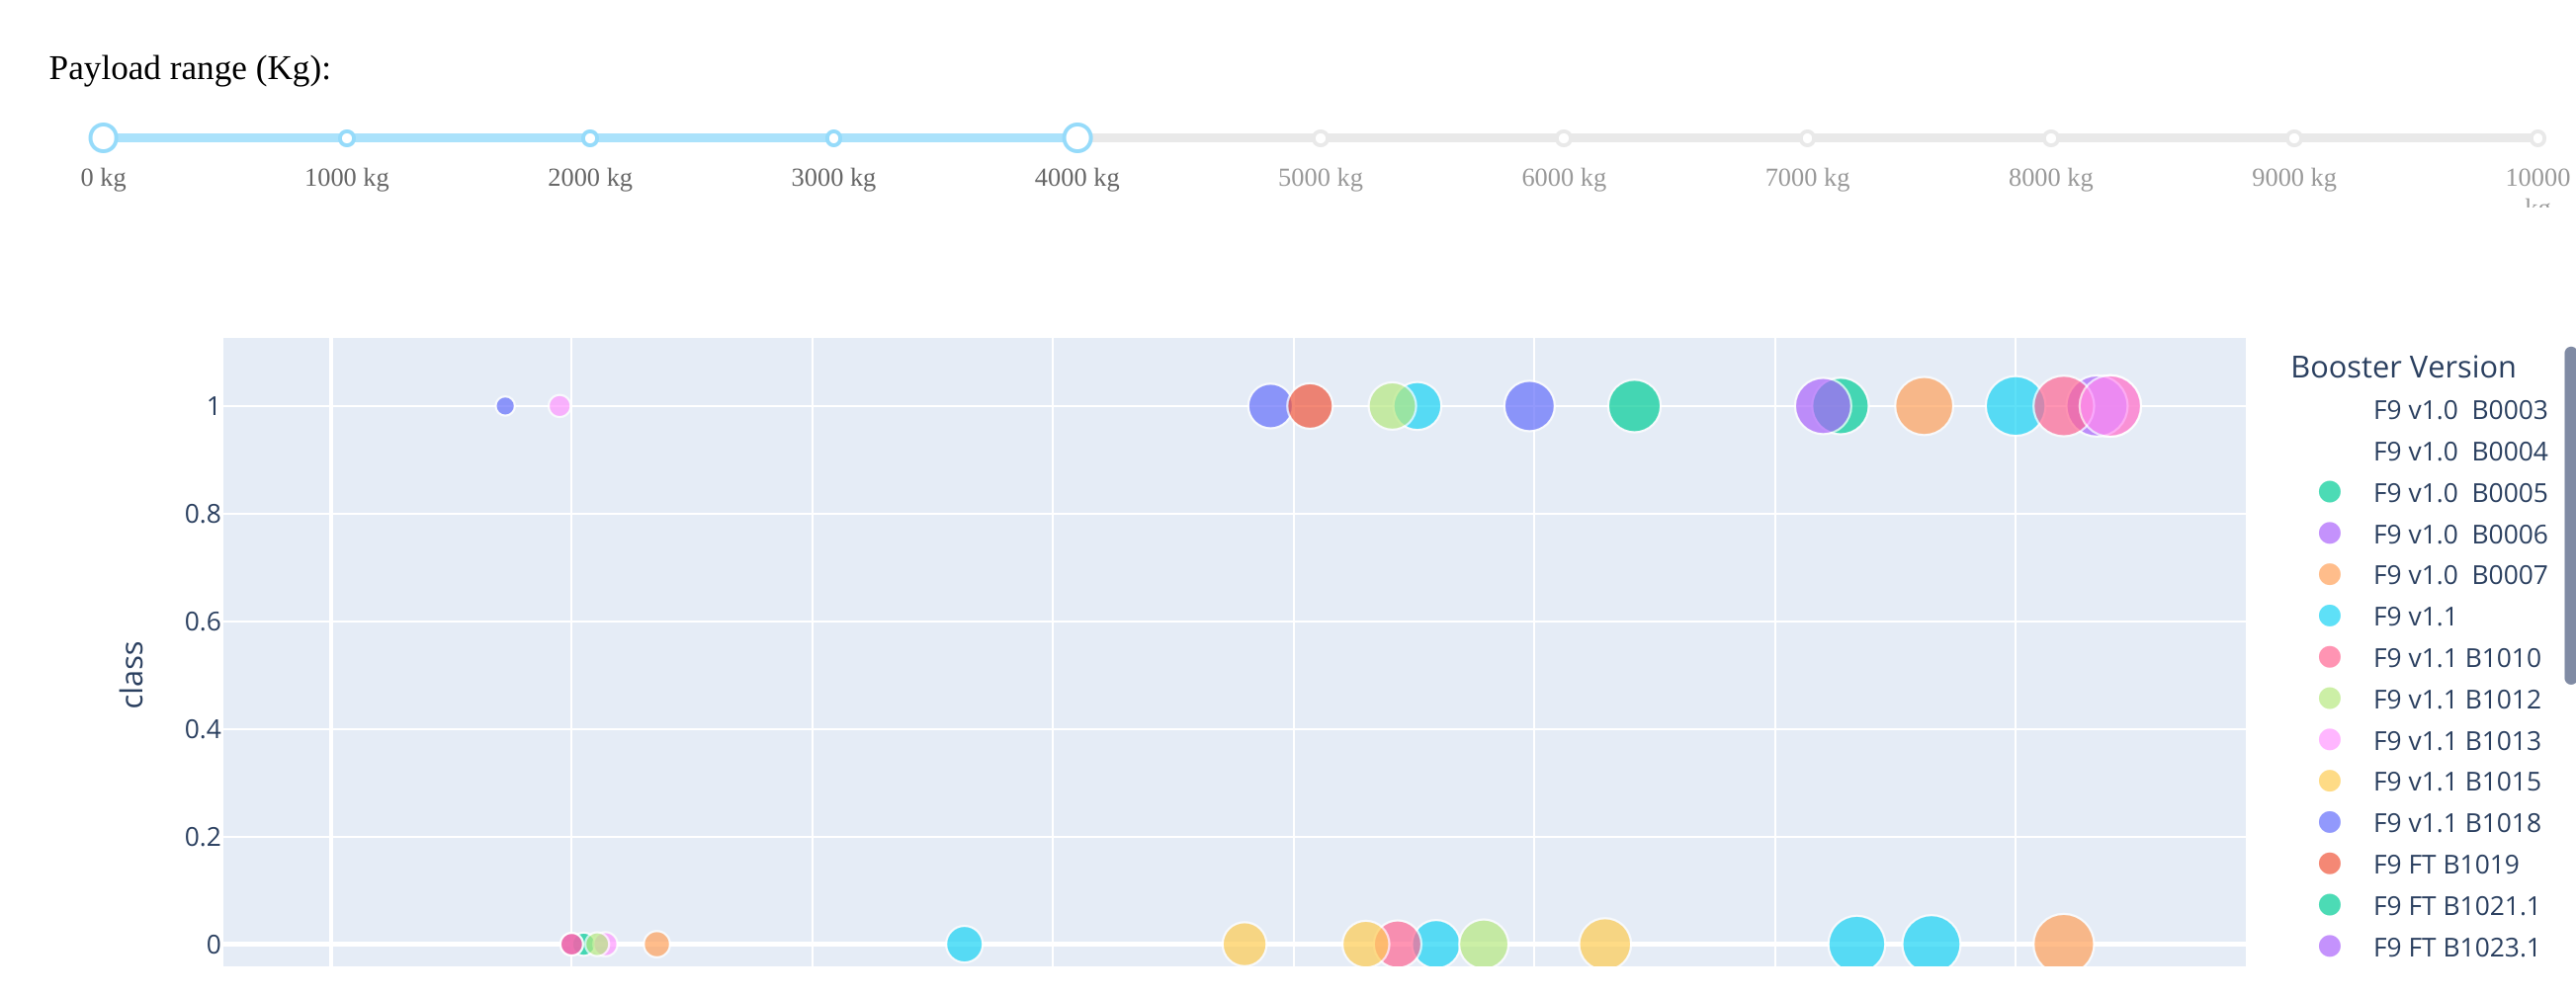 Payload range (Kg):
0 kg 1000 kg 2000 kg 3000 kg 4000 kg 5000 kg 6000 kg 7000 kg 8000 kg 9000 kg 10000
kg
Booster Version
1
F9 v1.0  B0003
F9 v1.0  B0004
F9 v1.0  B0005
0.8
F9 v1.0  B0006
F9 v1.0  B0007
0.6
F9 v1.1
class
F9 v1.1 B1010
F9 v1.1 B1012
0.4
F9 v1.1 B1013
F9 v1.1 B1015
0.2
F9 v1.1 B1018
F9 FT B1019
F9 FT B1021.1
0
F9 FT B1023.1